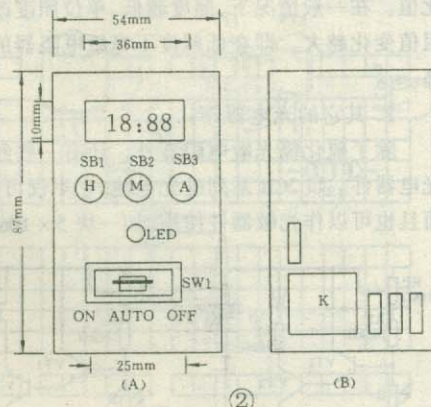 54mm
36mm
10mm
87mm
18:88
SB1 SB2 SB3
H M A
LED
SW1
ON AUTO OFF
25mm
(A)
K
(B)
②